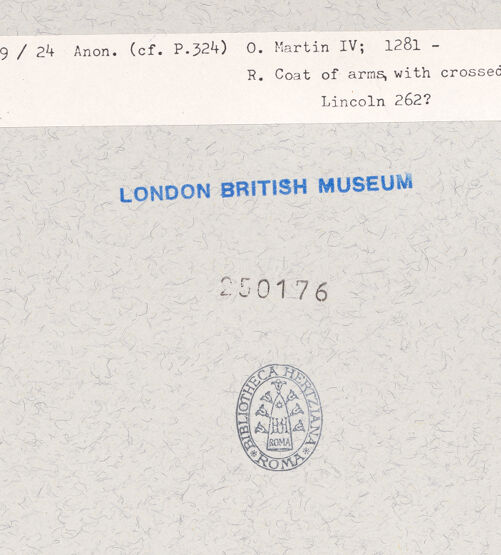 9 / 24 Anon. (cf. P.324) O. Martin IV; 1281 -
R. Coat of arms, with crossed
Lincoln 262?
LONDON BRITISH MUSEUM
250176
BIBLIOTHECA HERTZIANA
ROMA
* ROMA *